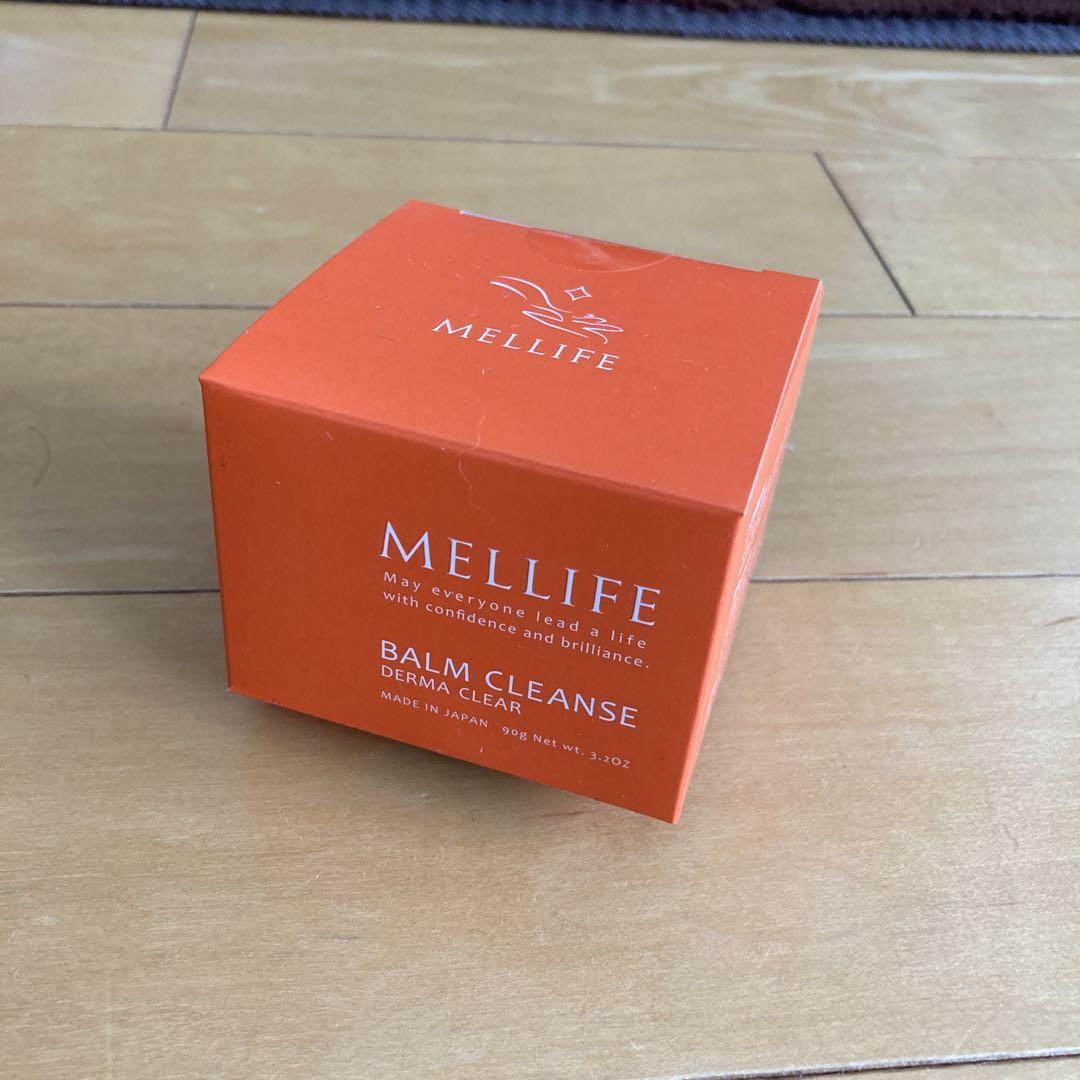 MELLIFE
MELLIFE
May everyone lead a life
with confidence and brilliance.
BALM CLEANSE
DERMA CLEAR
MADE IN JAPAN 90g Net wt. 3.2OZ